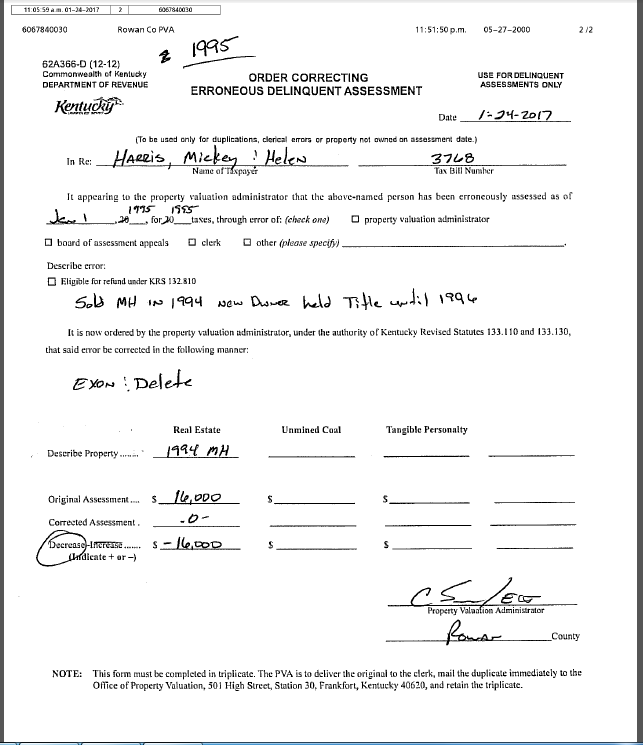 11:05:59 a.m. 01-24-2017 2 6067840030
6067840030 Rowan Co PVA 11:51:50 p.m. 05-27-2000 2/2
& 1995
62A366-D (12-12)
Commonwealth of Kentucky
DEPARTMENT OF REVENUE
Kentucky
UNBRIDLED SPIRIT
ORDER CORRECTING
ERRONEOUS DELINQUENT ASSESSMENT
USE FOR DELINQUENT
ASSESSMENTS ONLY
Date 1-24-2017
(To be used only for duplications, clerical errors or property not owned on assessment date.)
In Re: HARRIS, Mickey & Helen 3768
Name of Taxpayer Tax Bill Number
It appearing to the property valuation administrator that the above-named person has been erroneously assessed as of
1995 1995
Jan 1, 20, for 20 taxes, through error of: (check one) ☐ property valuation administrator
☐ board of assessment appeals ☐ clerk ☐ other (please specify)
Describe error:
☐ Eligible for refund under KRS 132.810
Sold MH in 1994 new owner held Title until 1996
It is now ordered by the property valuation administrator, under the authority of Kentucky Revised Statutes 133.110 and 133.130,
that said error be corrected in the following manner:
Exon & Delete
Real Estate Unmined Coal Tangible Personalty
Describe Property ........ 1994 MH
Original Assessment .... $ 16,000 $ $
Corrected Assessment . -0-
Decrease-Increase ....... $ -16,000 $ $
(Indicate + or –)
Property Valuation Administrator
Rowan County
NOTE: This form must be completed in triplicate. The PVA is to deliver the original to the clerk, mail the duplicate immediately to the
Office of Property Valuation, 501 High Street, Station 30, Frankfort, Kentucky 40620, and retain the triplicate.